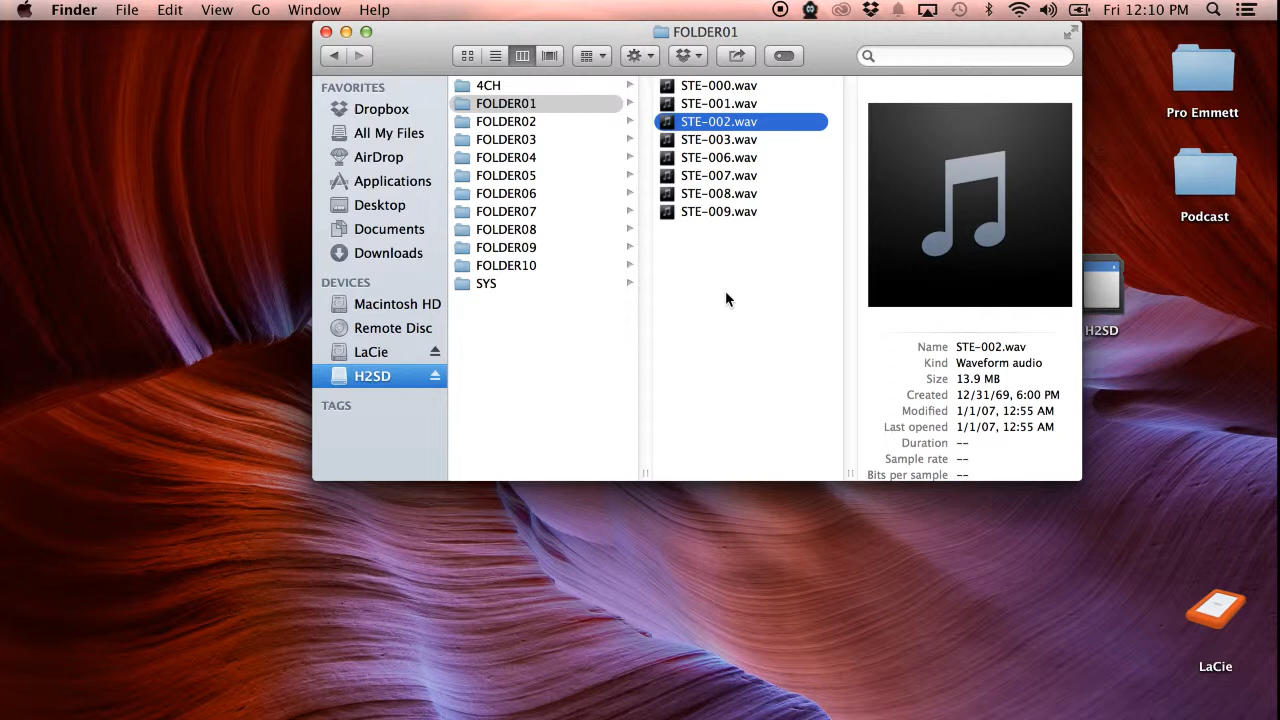 Finder File Edit View Go Window Help Fri 12:10 PM
FOLDER01
FAVORITES
Dropbox
All My Files
AirDrop
Applications
Desktop
Documents
Downloads
DEVICES
Macintosh HD
Remote Disc
LaCie
H2SD
TAGS
4CH
FOLDER01
FOLDER02
FOLDER03
FOLDER04
FOLDER05
FOLDER06
FOLDER07
FOLDER08
FOLDER09
FOLDER10
SYS
STE-000.wav
STE-001.wav
STE-002.wav
STE-003.wav
STE-006.wav
STE-007.wav
STE-008.wav
STE-009.wav
Name STE-002.wav
Kind Waveform audio
Size 13.9 MB
Created 12/31/69, 6:00 PM
Modified 1/1/07, 12:55 AM
Last opened 1/1/07, 12:55 AM
Duration --
Sample rate --
Bits per sample --
Pro Emmett
Podcast
H2SD
LaCie